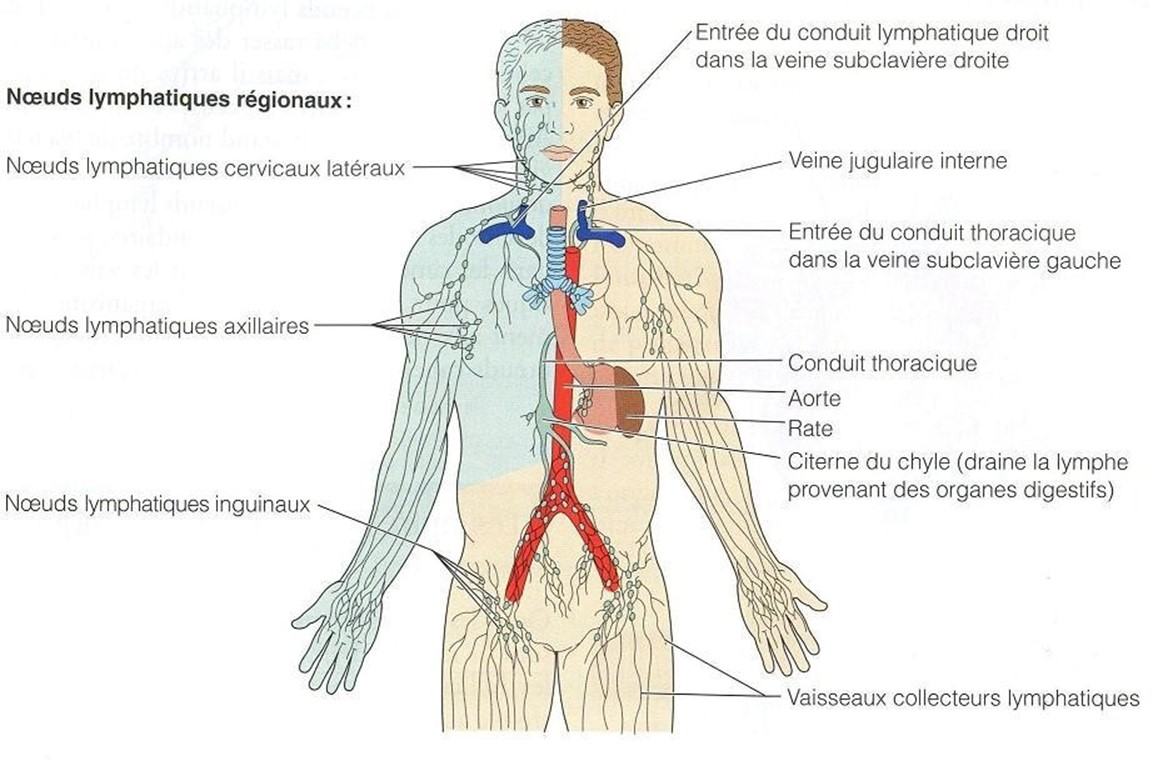 Entrée du conduit lymphatique droit
dans la veine subclavière droite
Nœuds lymphatiques régionaux :
Nœuds lymphatiques cervicaux latéraux
Veine jugulaire interne
Entrée du conduit thoracique
dans la veine subclavière gauche
Nœuds lymphatiques axillaires
Conduit thoracique
Aorte
Rate
Citerne du chyle (draine la lymphe
provenant des organes digestifs)
Nœuds lymphatiques inguinaux
Vaisseaux collecteurs lymphatiques